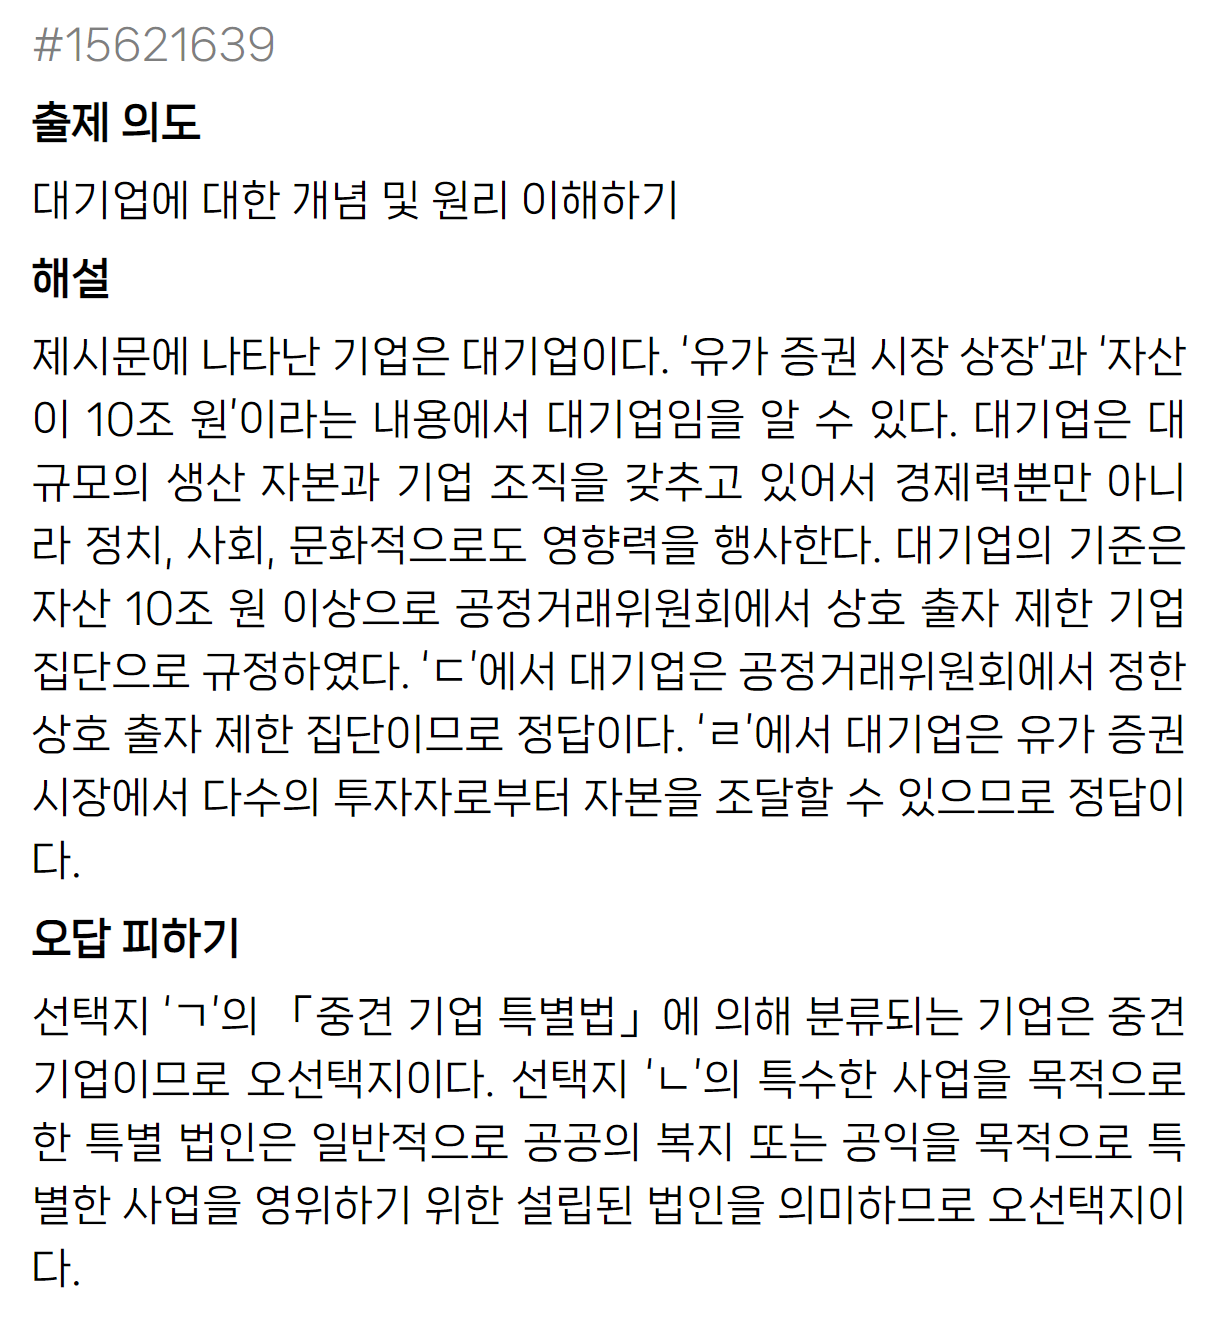 #15621639
출제 의도
대기업에 대한 개념 및 원리 이해하기
해설
제시문에 나타난 기업은 대기업이다. '유가 증권 시장 상장'과 '자산
이 10조 원'이라는 내용에서 대기업임을 알 수 있다. 대기업은 대
규모의 생산 자본과 기업 조직을 갖추고 있어서 경제력뿐만 아니
라 정치, 사회, 문화적으로도 영향력을 행사한다. 대기업의 기준은
자산 10조 원 이상으로 공정거래위원회에서 상호 출자 제한 기업
집단으로 규정하였다. 'ㄷ'에서 대기업은 공정거래위원회에서 정한
상호 출자 제한 집단이므로 정답이다. 'ㄹ'에서 대기업은 유가 증권
시장에서 다수의 투자자로부터 자본을 조달할 수 있으므로 정답이
다.
오답 피하기
선택지 'ㄱ'의 「중견 기업 특별법」에 의해 분류되는 기업은 중견
기업이므로 오선택지이다. 선택지 'ㄴ'의 특수한 사업을 목적으로
한 특별 법인은 일반적으로 공공의 복지 또는 공익을 목적으로 특
별한 사업을 영위하기 위한 설립된 법인을 의미하므로 오선택지이
다.